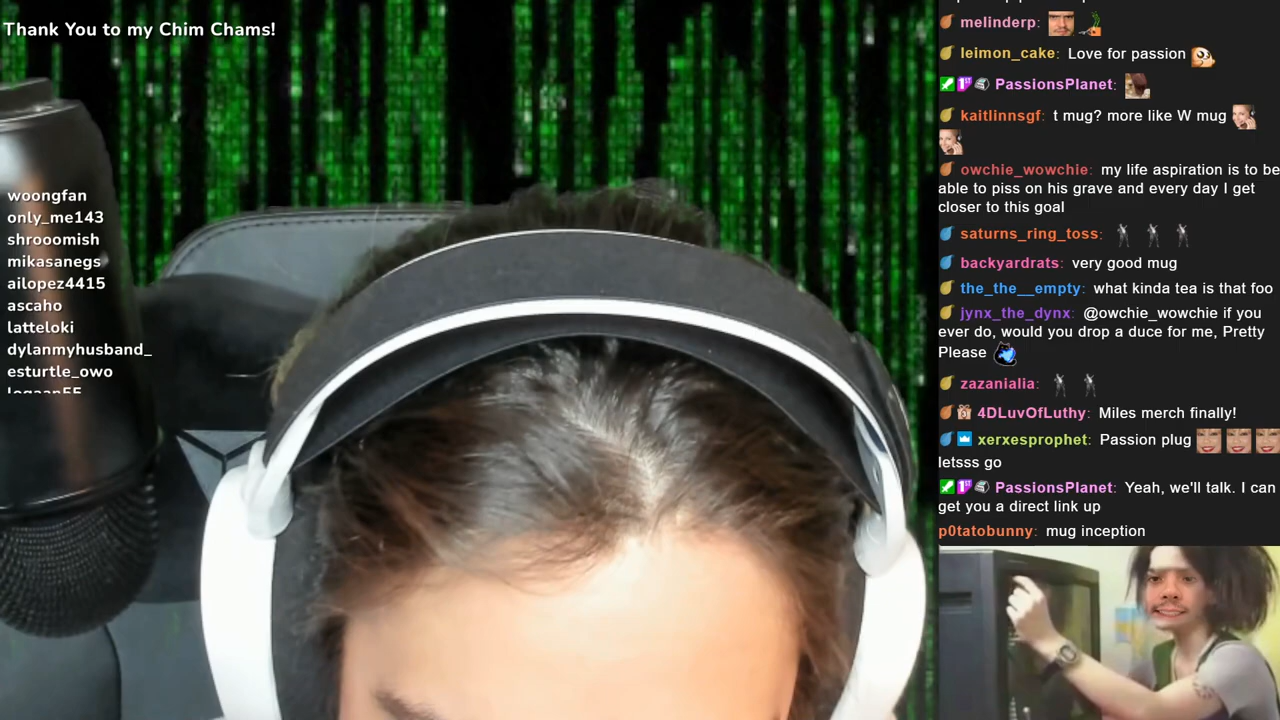 Thank You to my Chim Chams!
woongfan
only_me143
shrooomish
mikasanegs
ailopez4415
ascaho
latteloki
dylanmyhusband_
esturtle_owo
melinderp:
leimon_cake: Love for passion
PassionsPlanet:
kaitlinnsgf: t mug? more like W mug
owchie_wowchie: my life aspiration is to be
able to piss on his grave and every day I get
closer to this goal
saturns_ring_toss:
backyardrats: very good mug
the_the__empty: what kinda tea is that foo
jynx_the_dynx: @owchie_wowchie if you
ever do, would you drop a duce for me, Pretty
Please
zazanialia:
4DLuvOfLuthy: Miles merch finally!
xerxesprophet: Passion plug
letsss go
PassionsPlanet: Yeah, we'll talk. I can
get you a direct link up
p0tatobunny: mug inception